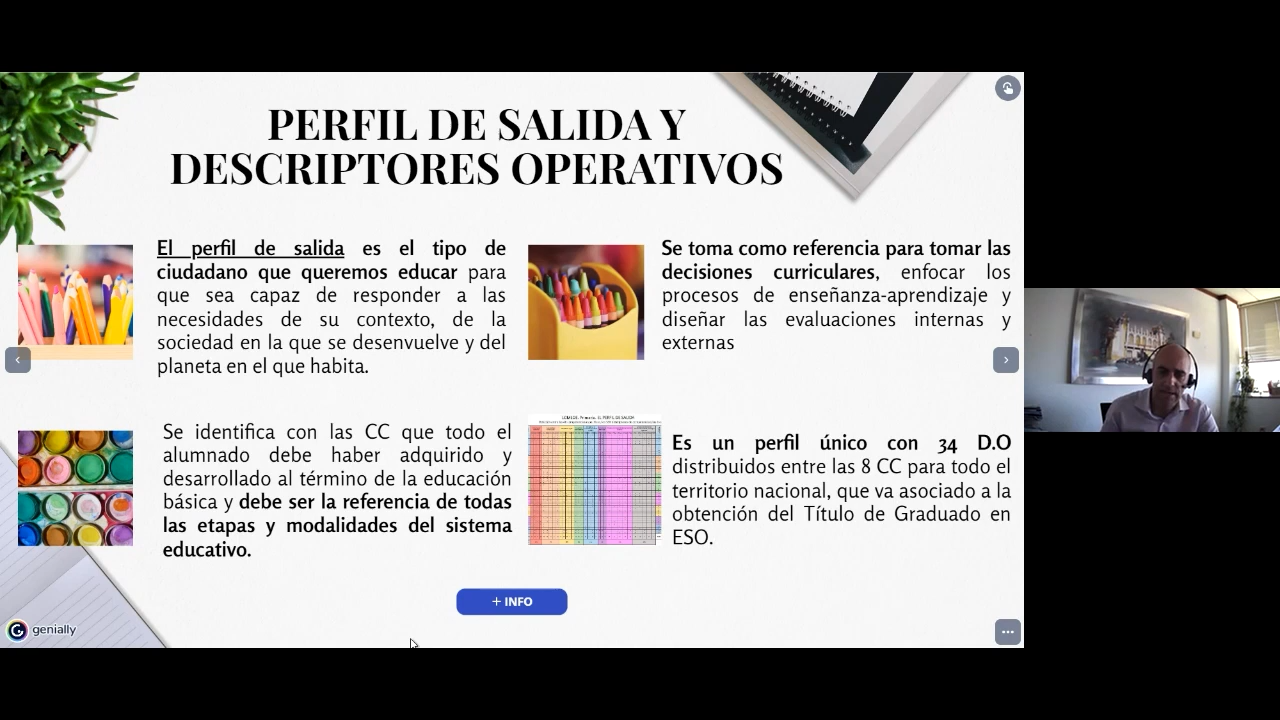 PERFIL DE SALIDA Y
DESCRIPTORES OPERATIVOS
El perfil de salida es el tipo de
ciudadano que queremos educar para
que sea capaz de responder a las
necesidades de su contexto, de la
sociedad en la que se desenvuelve y del
planeta en el que habita.
Se toma como referencia para tomar las
decisiones curriculares, enfocar los
procesos de enseñanza-aprendizaje y
diseñar las evaluaciones internas y
externas
Se identifica con las CC que todo el
alumnado debe haber adquirido y
desarrollado al término de la educación
básica y debe ser la referencia de todas
las etapas y modalidades del sistema
educativo.
Es un perfil único con 34 D.O
distribuidos entre las 8 CC para todo el
territorio nacional, que va asociado a la
obtención del Título de Graduado en
ESO.
+ INFO
genially